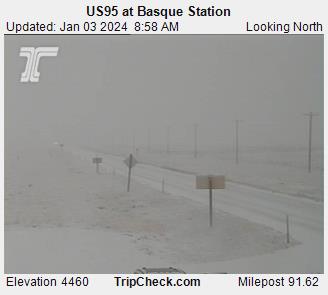 US95 at Basque Station
Updated: Jan 03 2024 8:58 AM Looking North
Elevation 4460 TripCheck.com Milepost 91.62